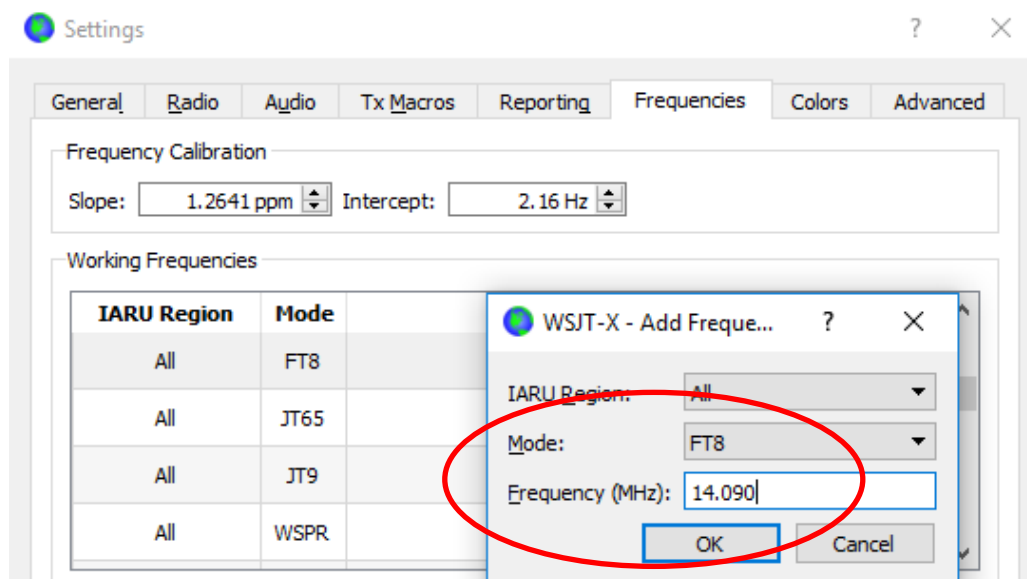 Settings ?
General Radio Audio Tx Macros Reporting Frequencies Colors Advanced
Frequency Calibration
Slope: 1.2641 ppm Intercept: 2.16 Hz
Working Frequencies
IARU Region Mode
All FT8
All JT65
All JT9
All WSPR
WSJT-X - Add Freque... ?
IARU Region: All
Mode: FT8
Frequency (MHz): 14.090
OK Cancel